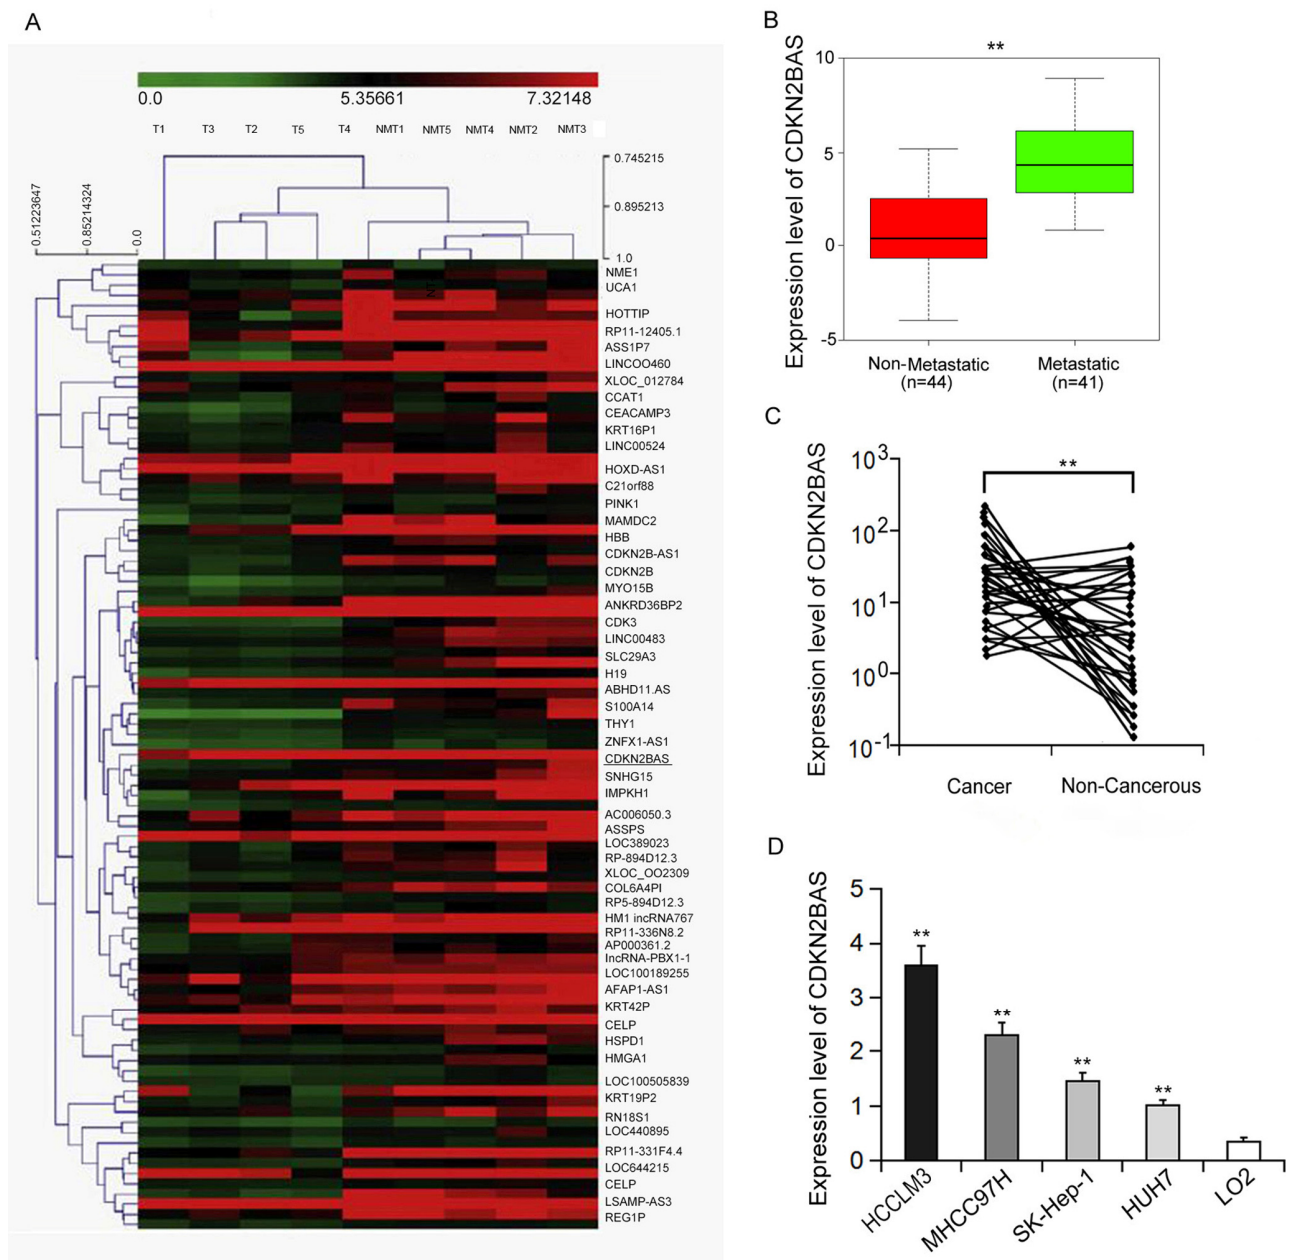 A
0.0
5.35661
7.32148
T1 T3 T2 T5 T4 NMT1 NMT5 NMT4 NMT2 NMT3
0.745215
0.895213
1.0
0.51223647
0.85214324
0.0
NME1
UCA1
HOTTIP
RP11-12405.1
ASS1P7
LINCOO460
XLOC_012784
CCAT1
CEACAMP3
KRT16P1
LINC00524
HOXD-AS1
C21orf88
PINK1
MAMDC2
HBB
CDKN2B-AS1
CDKN2B
MYO15B
ANKRD36BP2
CDK3
LINC00483
SLC29A3
H19
ABHD11.AS
S100A14
THY1
ZNFX1-AS1
CDKN2BAS
SNHG15
IMPKH1
AC006050.3
ASSPS
LOC389023
RP-894D12.3
XLOC_OO2309
COL6A4PI
RP5-894D12.3
HM1 incRNA767
RP11-336N8.2
AP000361.2
IncRNA-PBX1-1
LOC100189255
AFAP1-AS1
KRT42P
CELP
HSPD1
HMGA1
LOC100505839
KRT19P2
RN18S1
LOC440895
RP11-331F4.4
LOC644215
CELP
LSAMP-AS3
REG1P
B
**
Expression level of CDKN2BAS
10
5
0
-5
Non-Metastatic
(n=44)
Metastatic
(n=41)
C
**
Expression level of CDKN2BAS
10³
10²
10¹
10⁰
10⁻¹
Cancer
Non-Cancerous
D
Expression level of CDKN2BAS
5
4
3
2
1
0
**
**
**
**
HCCLM3
MHCC97H
SK-Hep-1
HUH7
LO2